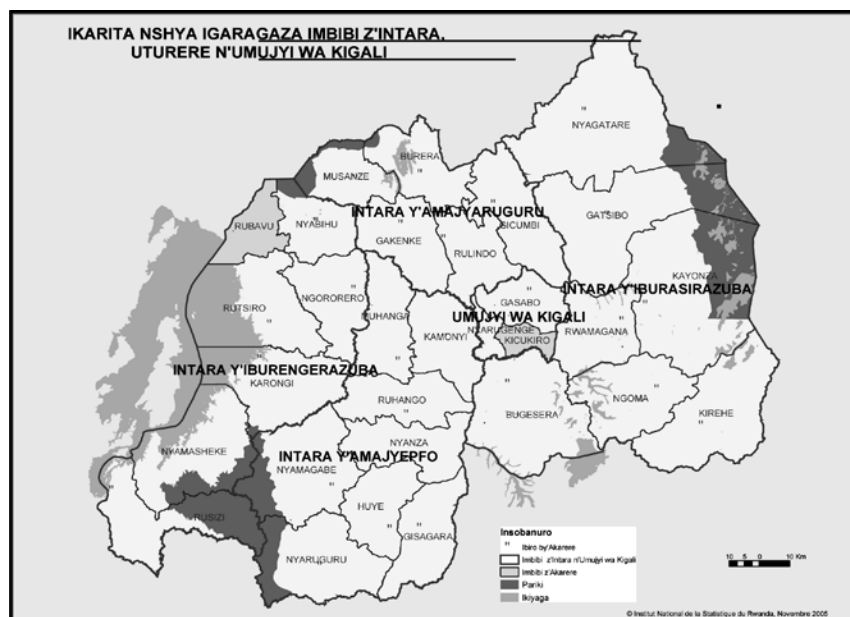 IKARITA NSHYA IGARAGAZA IMBIBI Z'INTARA,
UTURERE N'UMUJYI WA KIGALI
NYAGATARE
BURERA
MUSANZE
INTARA Y'AMAJYARUGURU
GICUMBI
GATSIBO
RUBAVU
NYABIHU
GAKENKE
RULINDO
KAYONZA
INTARA Y'IBURASIRAZUBA
RUTSIRO
NGORORERO
MUHANGA
GASABO
UMUJYI WA KIGALI
NYARUGENGE
KICUKIRO
RWAMAGANA
KAMONYI
INTARA Y'IBURENGERAZUBA
KARONGI
RUHANGO
BUGESERA
NGOMA
KIREHE
NYAMASHEKE
NYANZA
INTARA Y'AMAJYEPFO
NYAMAGABE
HUYE
RUSIZI
GISAGARA
NYARUGURU
Insobanuro
Ibiro by'Akarere
Imbibi z'Intara n'Umujyi wa Kigali
Imbibi z'Akarere
Pariki
Ikiyaga
10 5 0 10 Km
© Institut National de la Statistique du Rwanda, Novembre 2005